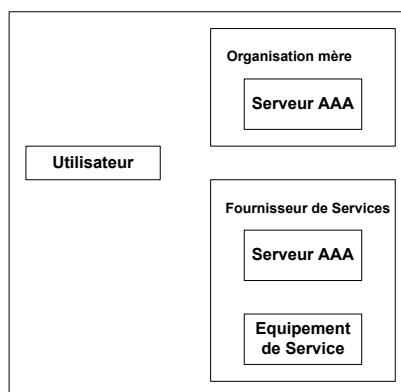 Organisation mère
Serveur AAA
Utilisateur
Fournisseur de Services
Serveur AAA
Equipement
de Service